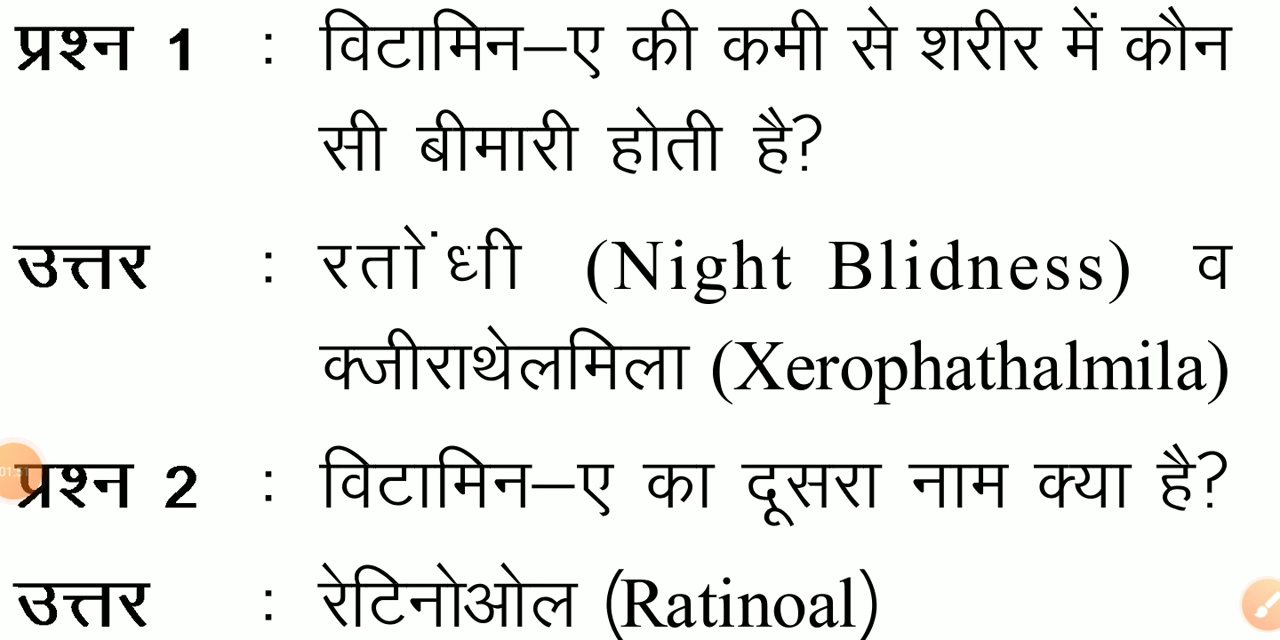 प्रश्न 1 : विटामिन–ए की कमी से शरीर में कौन
सी बीमारी होती है?
उत्तर : रतोंधी (Night Blidness) व
क्जीराथेलमिला (Xerophathalmila)
प्रश्न 2 : विटामिन–ए का दूसरा नाम क्या है?
उत्तर : रेटिनोओल (Ratinoal)